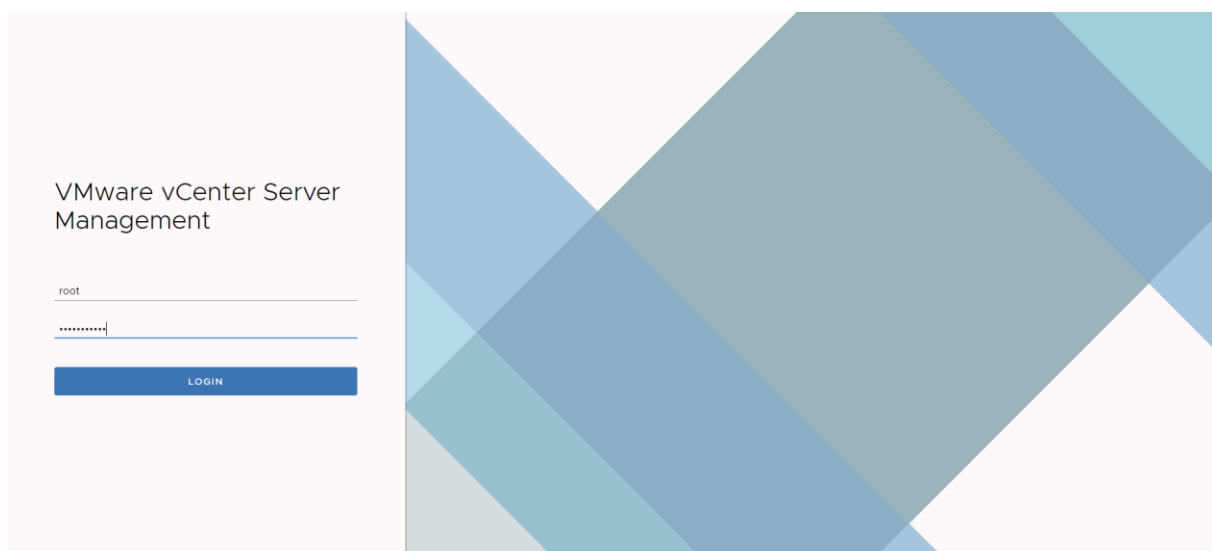 VMware vCenter Server
Management
root
•••••••••••
LOGIN